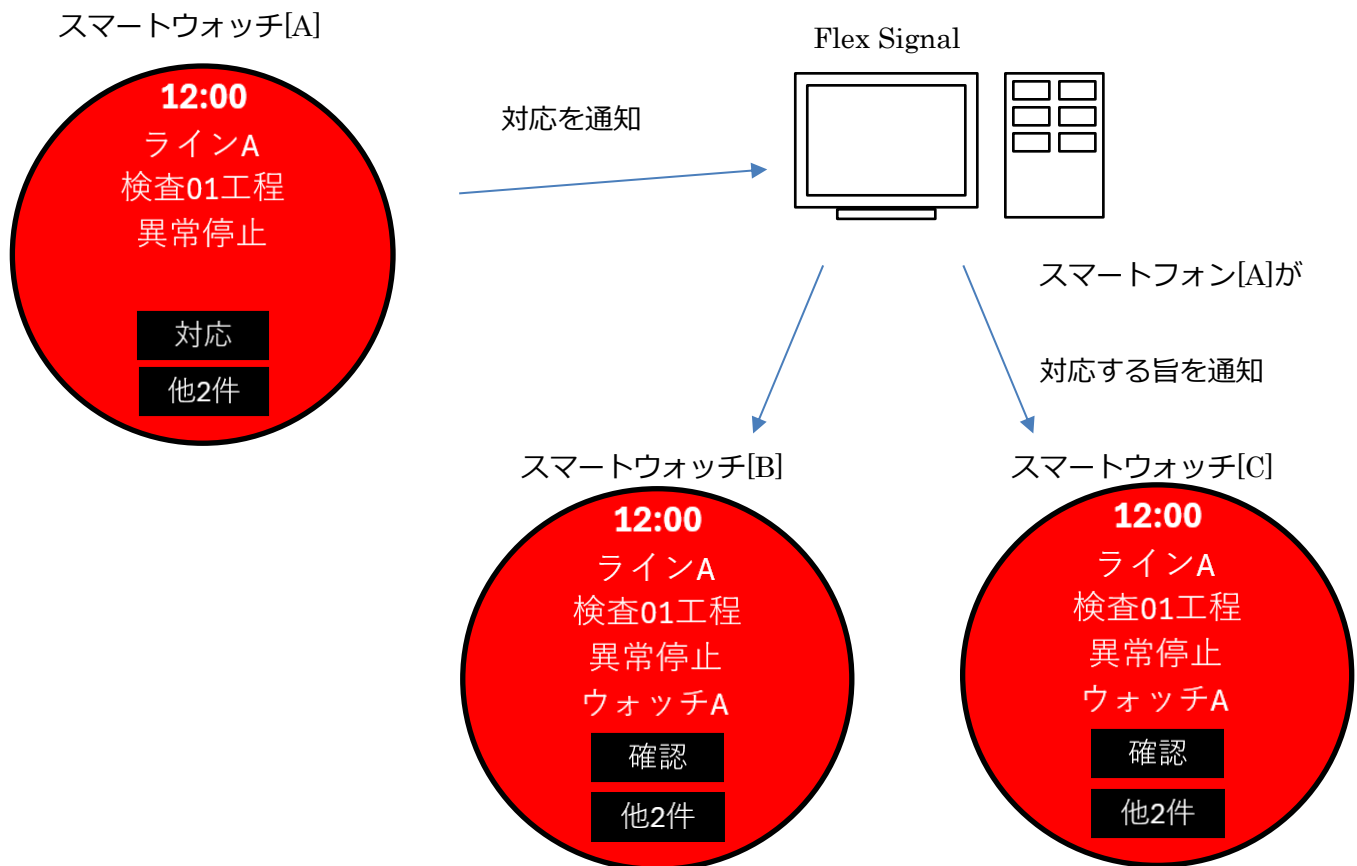 スマートウォッチ[A]
12:00
ラインA
検査01工程
異常停止
対応
他2件
対応を通知
Flex Signal
スマートフォン[A]が
対応する旨を通知
スマートウォッチ[B]
12:00
ラインA
検査01工程
異常停止
ウォッチA
確認
他2件
スマートウォッチ[C]
12:00
ラインA
検査01工程
異常停止
ウォッチA
確認
他2件